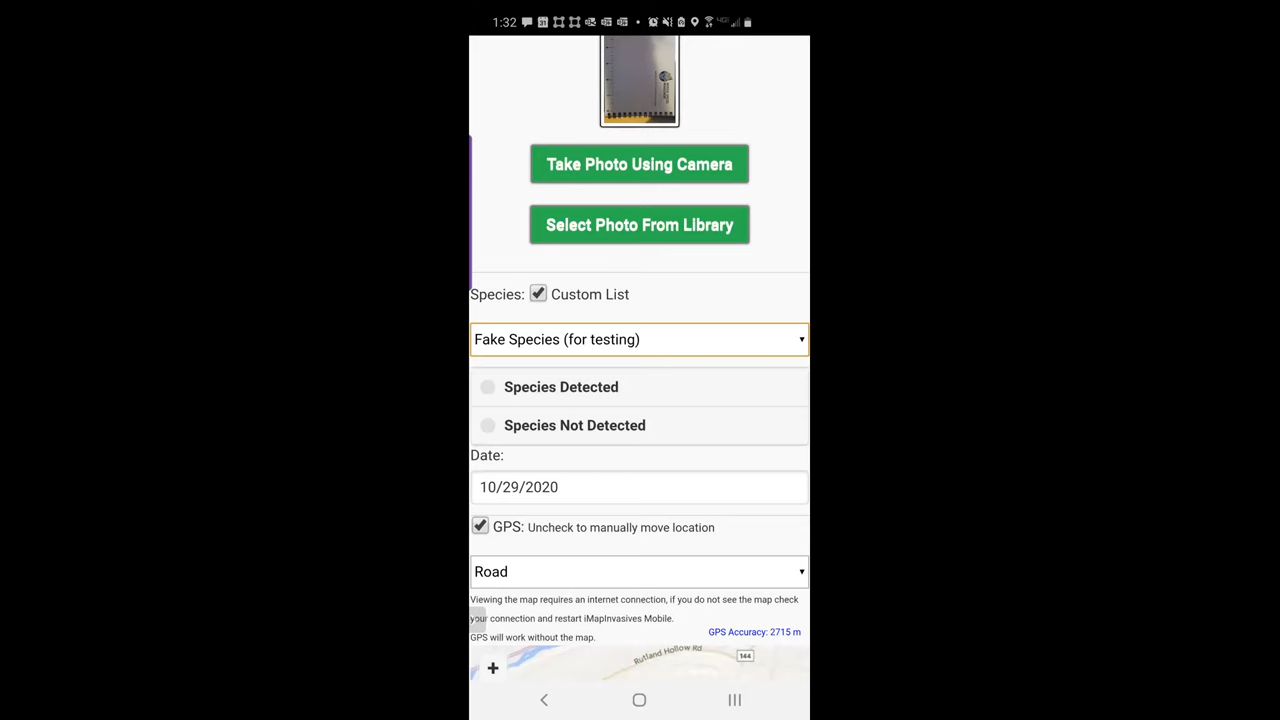 1:32
Take Photo Using Camera
Select Photo From Library
Species: Custom List
Fake Species (for testing)
Species Detected
Species Not Detected
Date:
10/29/2020
GPS: Uncheck to manually move location
Road
Viewing the map requires an internet connection, if you do not see the map check
your connection and restart iMapInvasives Mobile.
GPS Accuracy: 2715 m
GPS will work without the map.
Rutland Hollow Rd
144
+